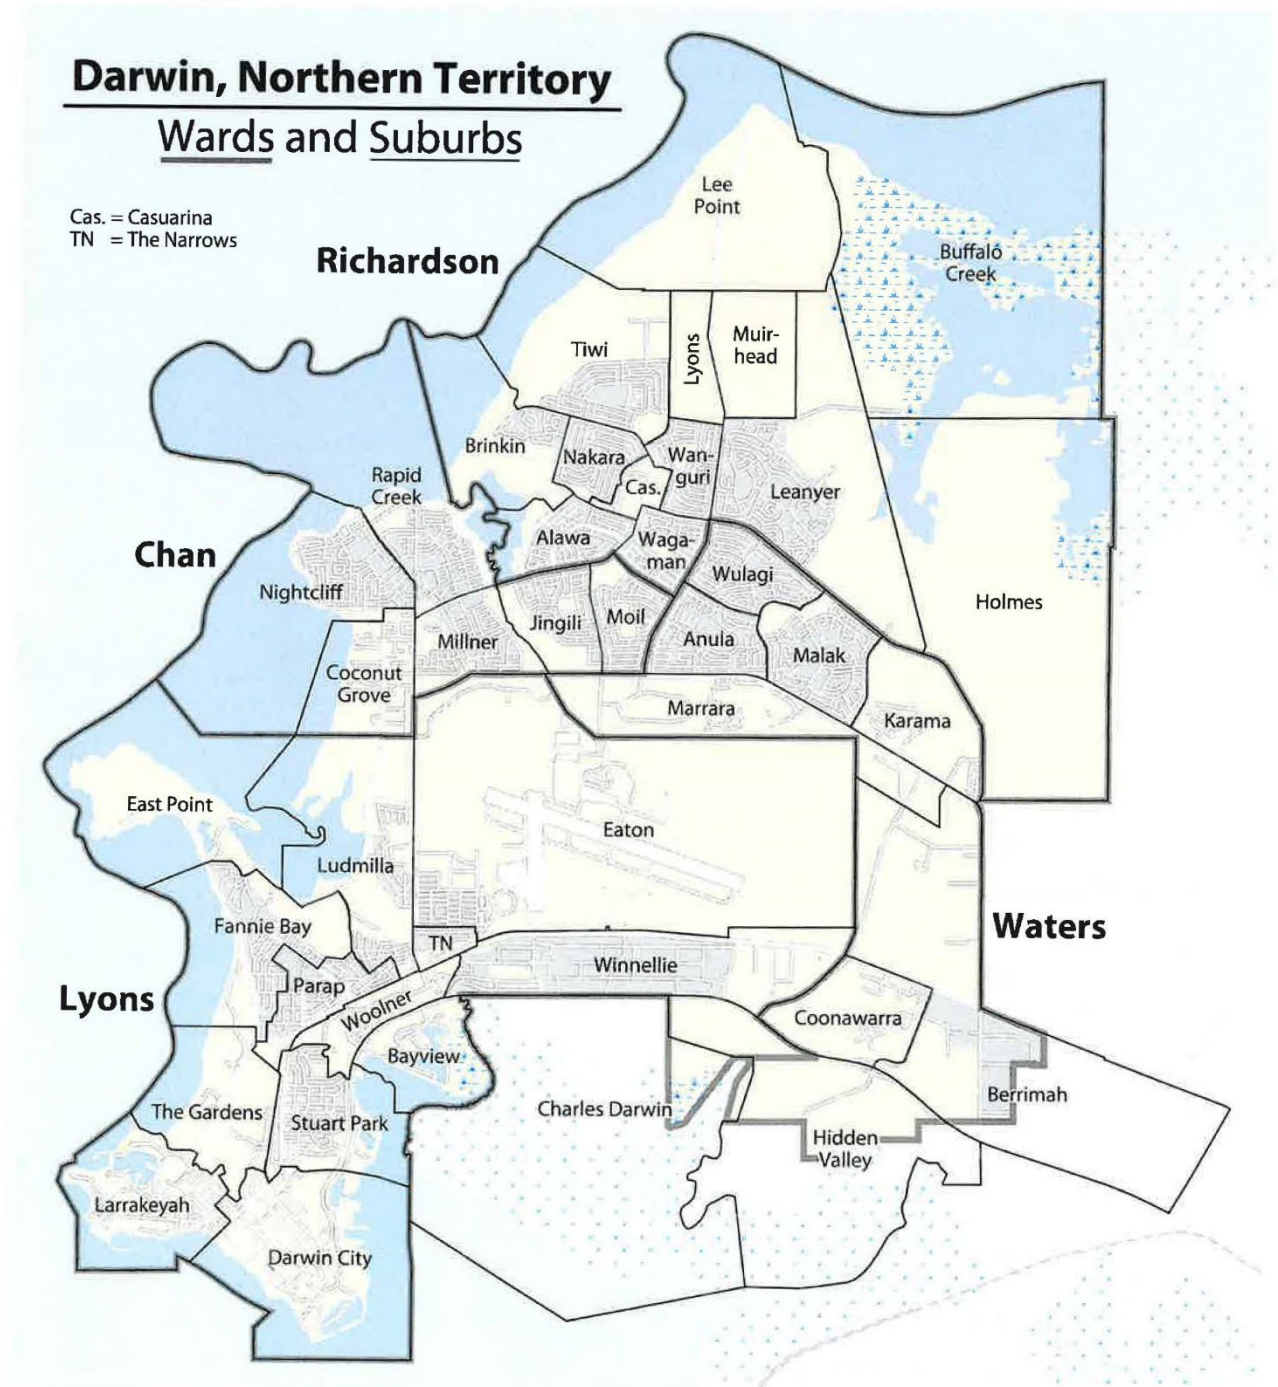 Darwin, Northern Territory
Wards and Suburbs
Cas. = Casuarina
TN = The Narrows
Richardson
Lee
Point
Buffalo
Creek
Tiwi
Lyons
Muir-
head
Brinkin
Nakara
Wan-
guri
Cas.
Leanyer
Rapid
Creek
Alawa
Waga-
man
Chan
Wulagi
Nightcliff
Holmes
Jingili
Moil
Millner
Anula
Malak
Coconut
Grove
Marrara
Karama
East Point
Eaton
Ludmilla
Fannie Bay
TN
Waters
Winnellie
Parap
Lyons
Woolner
Coonawarra
Bayview
Berrimah
The Gardens
Charles Darwin
Stuart Park
Hidden
Valley
Larrakeyah
Darwin City